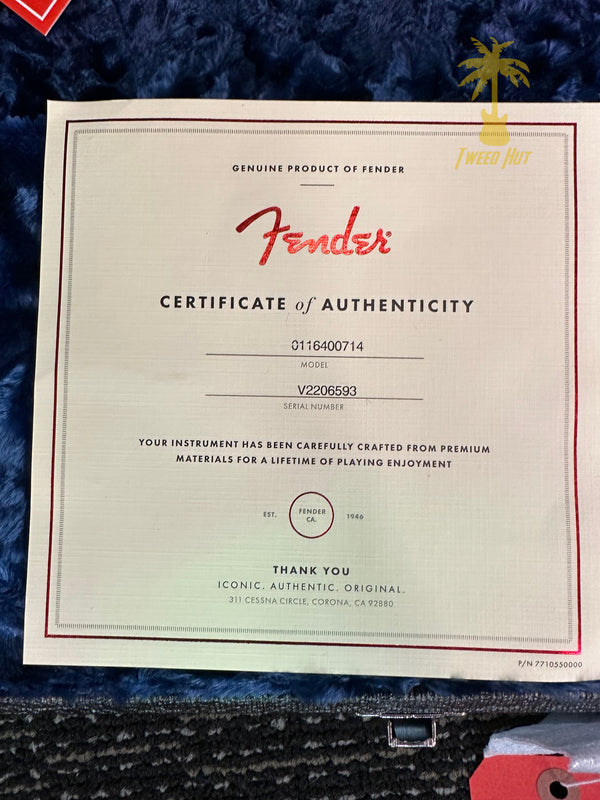 TWEED HUT
GENUINE PRODUCT OF FENDER
Fender
CERTIFICATE of AUTHENTICITY
0116400714
MODEL
V2206593
SERIAL NUMBER
YOUR INSTRUMENT HAS BEEN CAREFULLY CRAFTED FROM PREMIUM
MATERIALS FOR A LIFETIME OF PLAYING ENJOYMENT
EST. FENDER 1946
CA.
THANK YOU
ICONIC. AUTHENTIC. ORIGINAL.
311 CESSNA CIRCLE, CORONA, CA 92880
P/N 7710550000